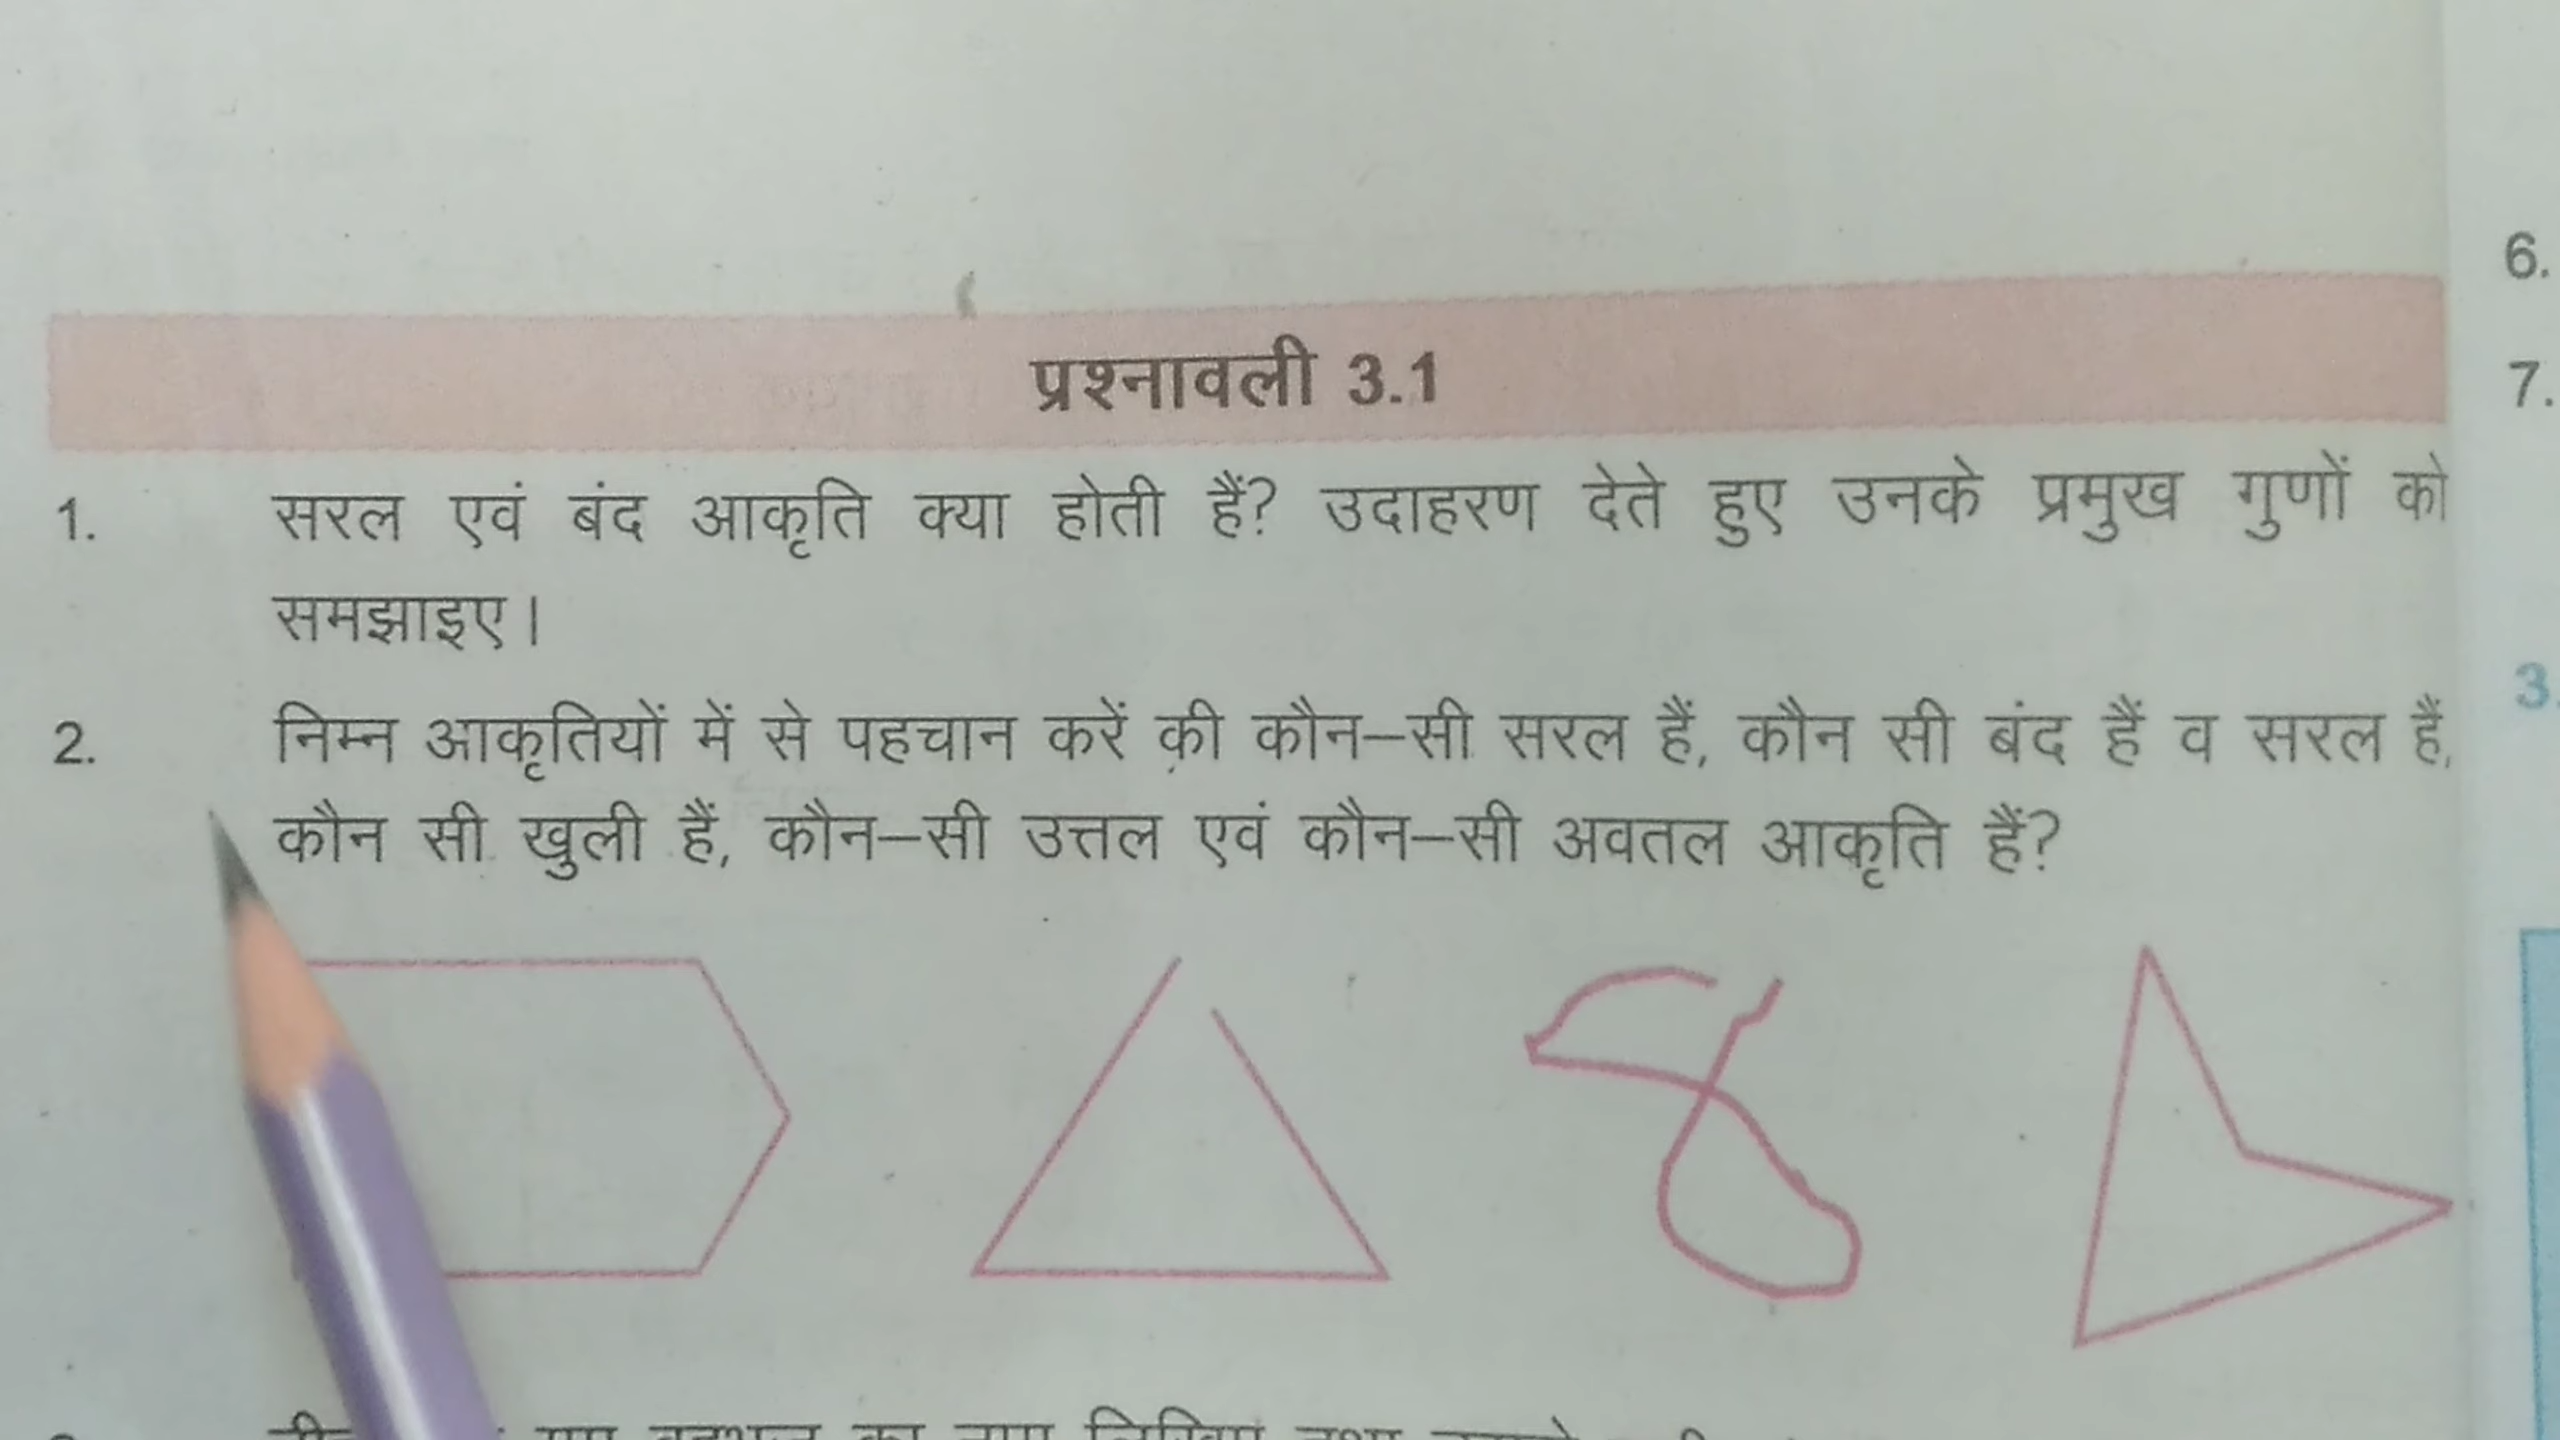 6.
प्रश्नावली 3.1
7.
1. सरल एवं बंद आकृति क्या होती हैं? उदाहरण देते हुए उनके प्रमुख गुणों को
समझाइए।
3.
2. निम्न आकृतियों में से पहचान करें की कौन–सी सरल हैं, कौन सी बंद हैं व सरल हैं,
कौन सी खुली हैं, कौन–सी उत्तल एवं कौन–सी अवतल आकृति हैं?